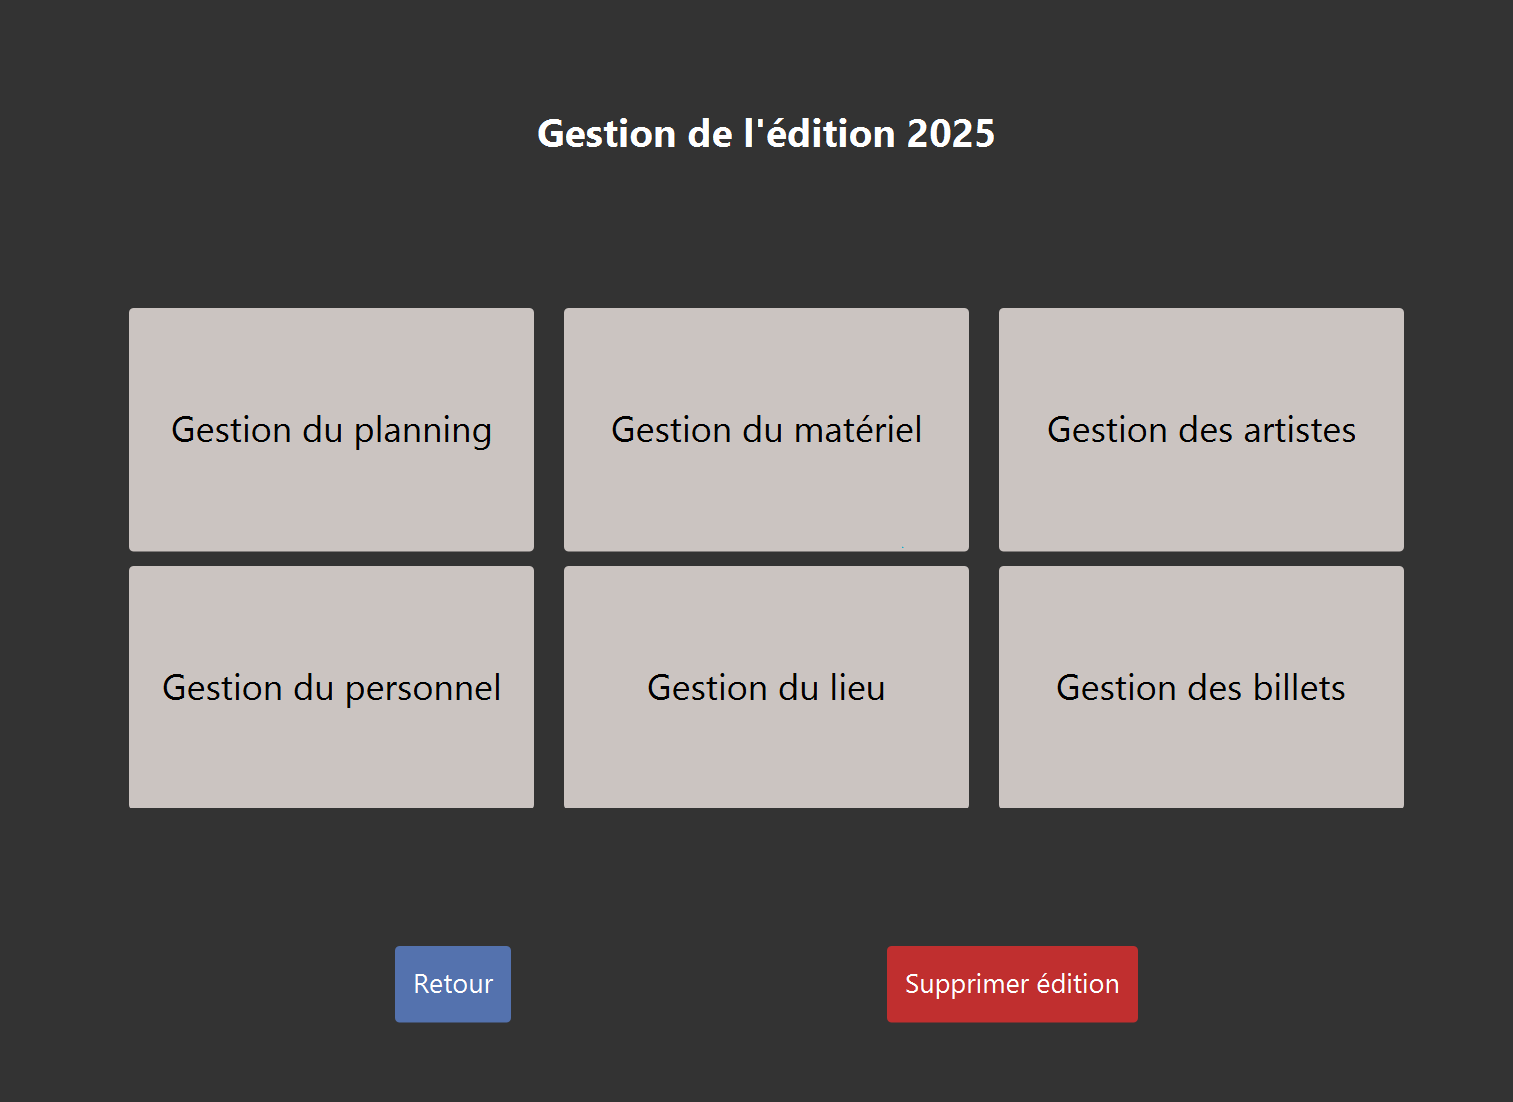 Gestion de l'édition 2025
Gestion du planning
Gestion du matériel
Gestion des artistes
Gestion du personnel
Gestion du lieu
Gestion des billets
Retour
Supprimer édition